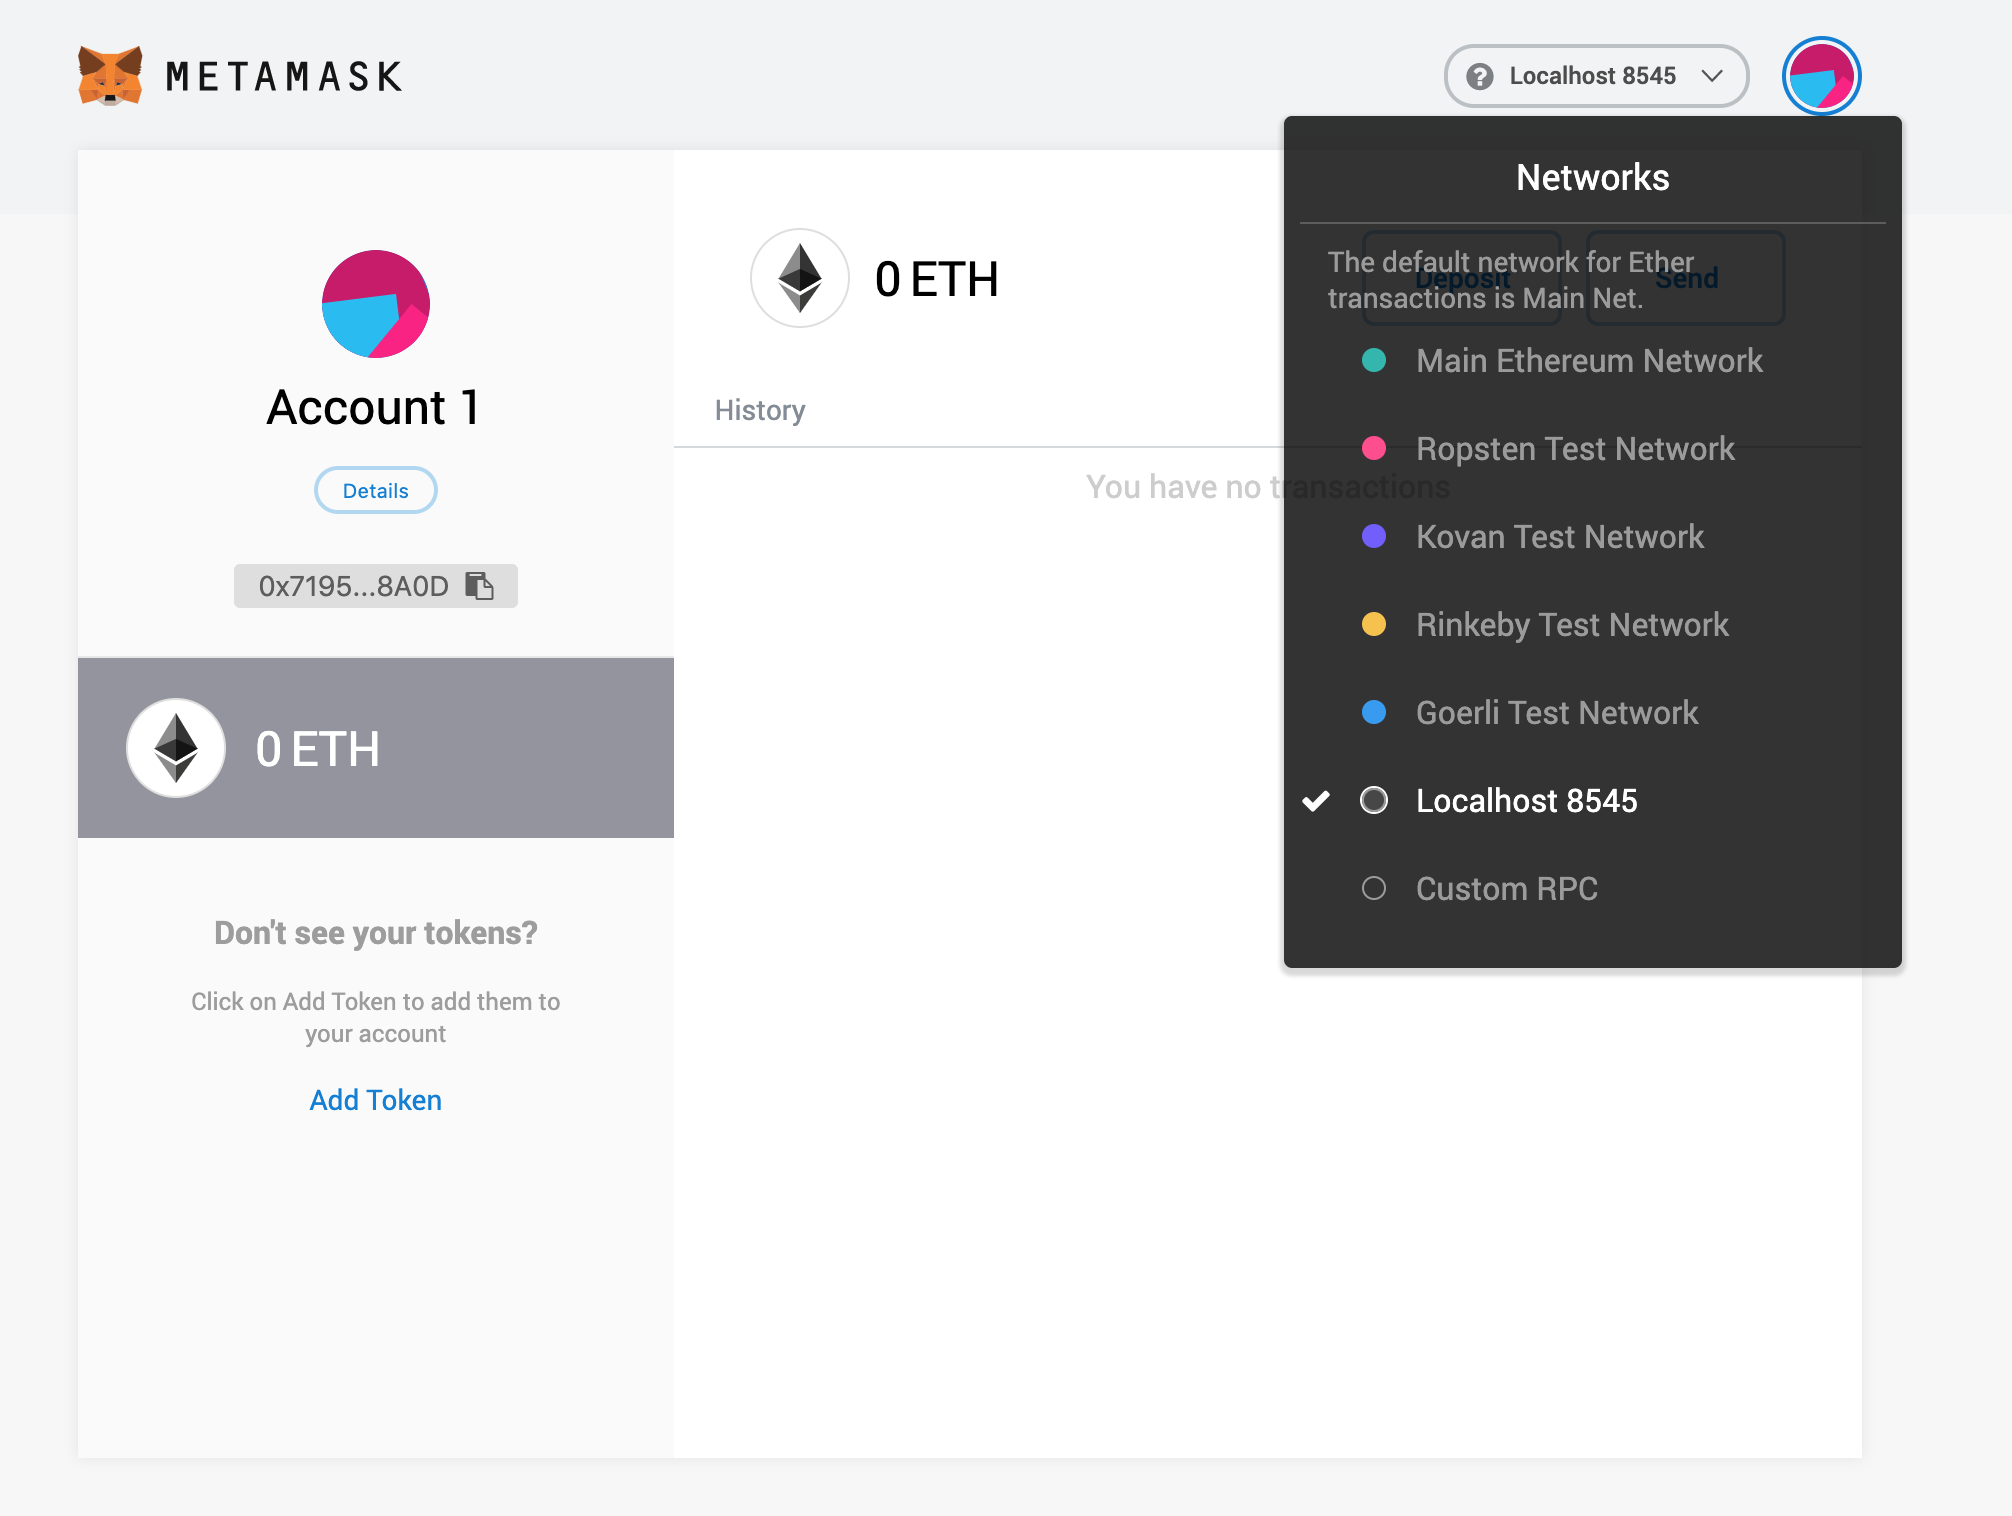 METAMASK
Localhost 8545
Account 1
Details
0x7195...8A0D
0 ETH
Don't see your tokens?
Click on Add Token to add them to
your account
Add Token
0 ETH
Deposit
Send
History
You have no transactions
Networks
The default network for Ether
transactions is Main Net.
Main Ethereum Network
Ropsten Test Network
Kovan Test Network
Rinkeby Test Network
Goerli Test Network
Localhost 8545
Custom RPC